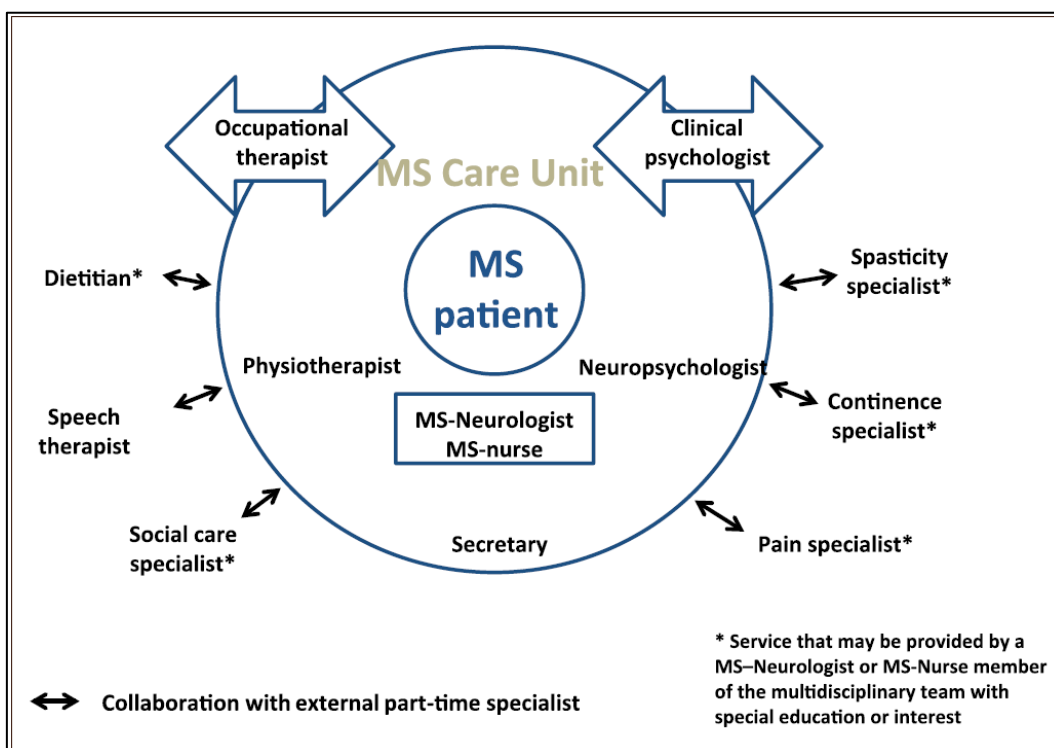 Occupational
therapist
Clinical
psychologist
MS Care Unit
MS
patient
Dietitian*
Spasticity
specialist*
Physiotherapist
Neuropsychologist
Speech
therapist
MS-Neurologist
MS-nurse
Continence
specialist*
Social care
specialist*
Secretary
Pain specialist*
* Service that may be provided by a
MS–Neurologist or MS-Nurse member
of the multidisciplinary team with
special education or interest
Collaboration with external part-time specialist